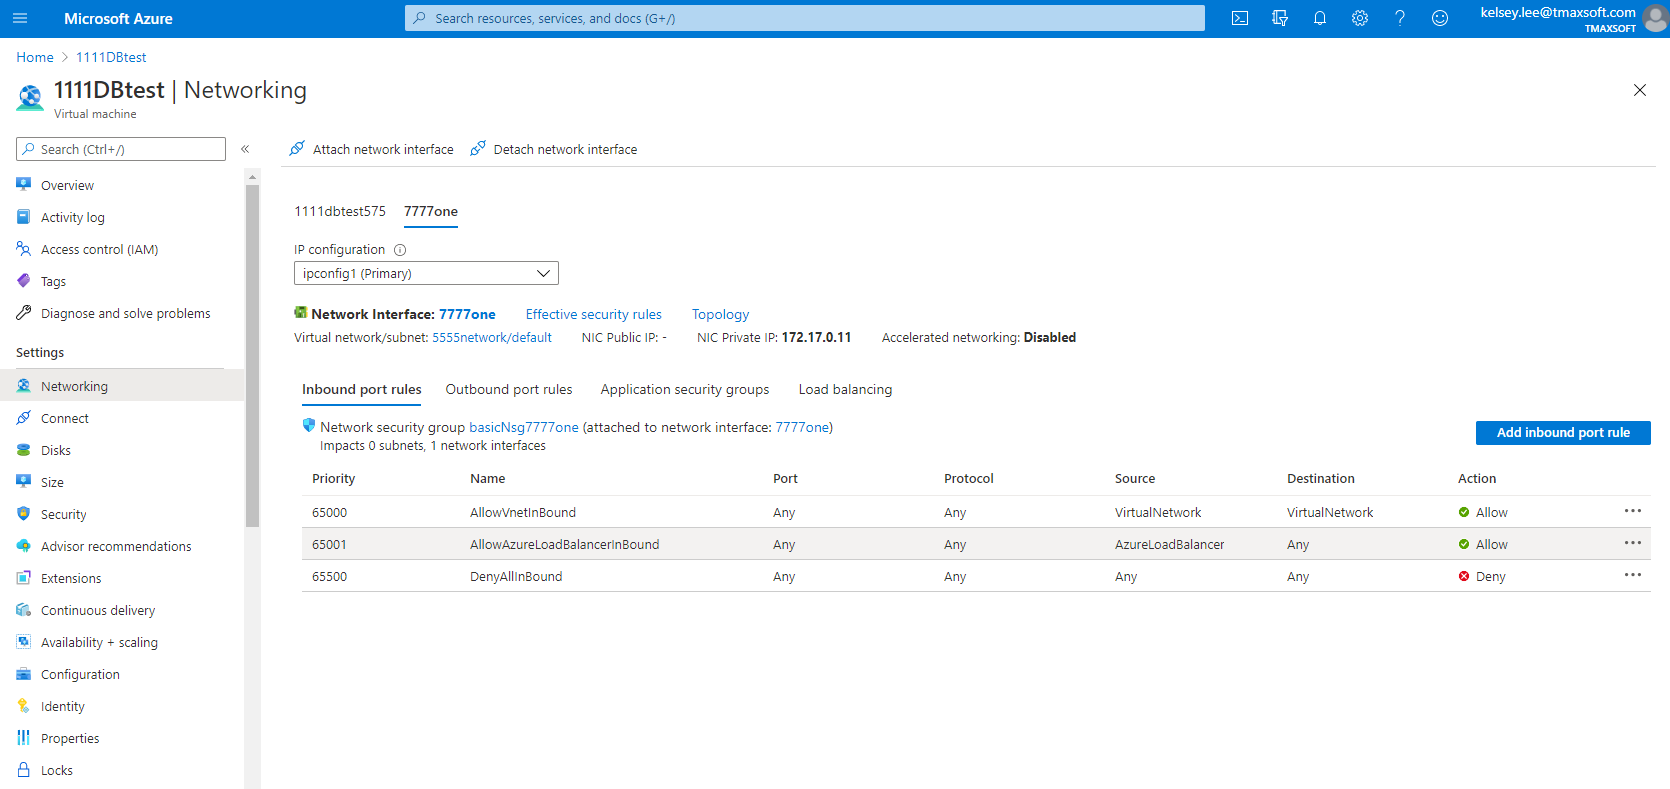 Microsoft Azure
Search resources, services, and docs (G+/)
kelsey.lee@tmaxsoft.com
TMAXSOFT
Home > 1111DBtest
1111DBtest | Networking
Virtual machine
Search (Ctrl+/)
«
Attach network interface
Detach network interface
Overview
Activity log
Access control (IAM)
Tags
Diagnose and solve problems
Settings
Networking
Connect
Disks
Size
Security
Advisor recommendations
Extensions
Continuous delivery
Availability + scaling
Configuration
Identity
Properties
Locks
1111dbtest575 7777one
IP configuration
ipconfig1 (Primary)
Network Interface: 7777one Effective security rules Topology
Virtual network/subnet: 5555network/default NIC Public IP: - NIC Private IP: 172.17.0.11 Accelerated networking: Disabled
Inbound port rules Outbound port rules Application security groups Load balancing
Network security group basicNsg7777one (attached to network interface: 7777one)
Impacts 0 subnets, 1 network interfaces
Add inbound port rule
Priority Name Port Protocol Source Destination Action
65000 AllowVnetInBound Any Any VirtualNetwork VirtualNetwork Allow ...
65001 AllowAzureLoadBalancerInBound Any Any AzureLoadBalancer Any Allow ...
65500 DenyAllInBound Any Any Any Any Deny ...